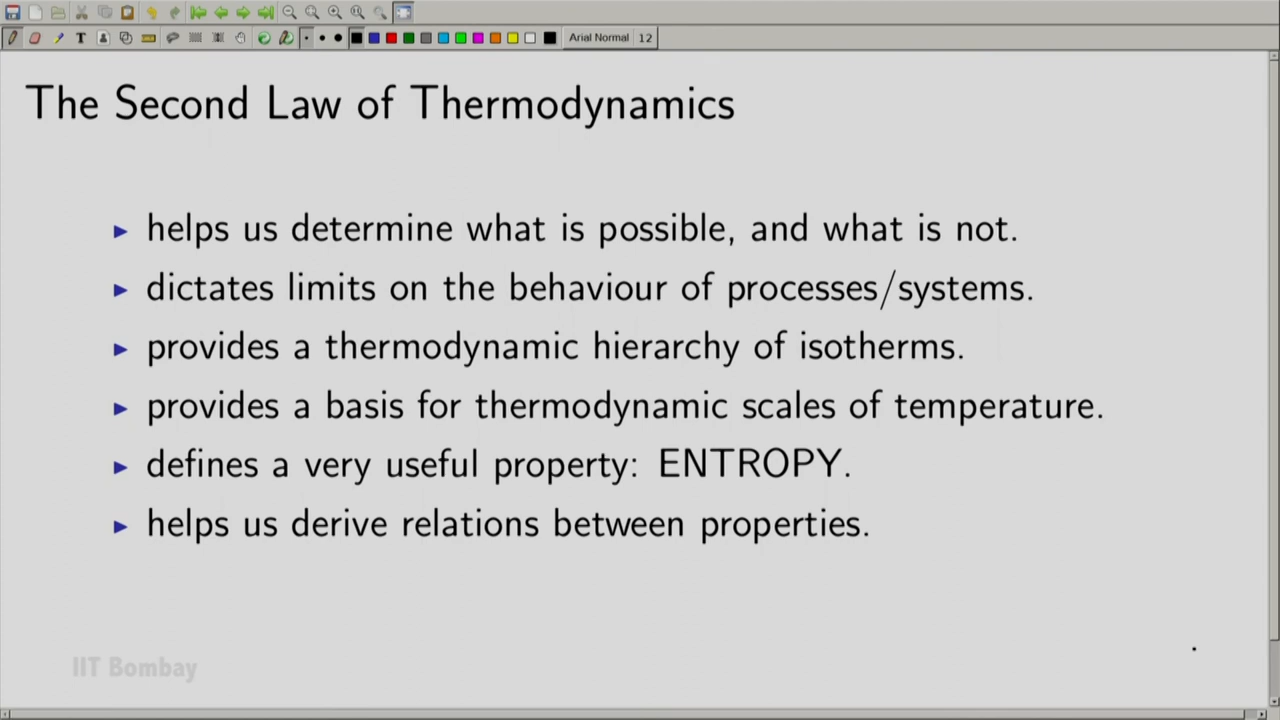 T
Arial Normal 12
The Second Law of Thermodynamics
▶ helps us determine what is possible, and what is not.
▶ dictates limits on the behaviour of processes/systems.
▶ provides a thermodynamic hierarchy of isotherms.
▶ provides a basis for thermodynamic scales of temperature.
▶ defines a very useful property: ENTROPY.
▶ helps us derive relations between properties.
IIT Bombay